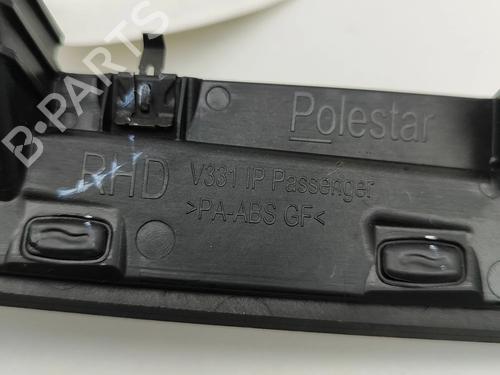 Polestar
RHD
V331 IP Passenger
>PA-ABS GF<
B-PARTS